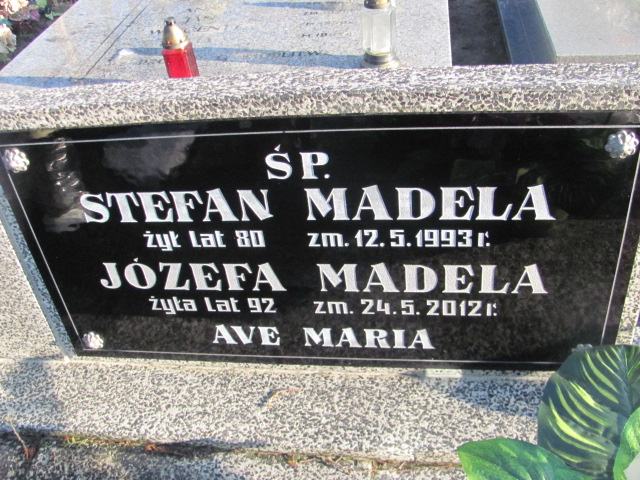 ŚP.
STEFAN MADELA
żył lat 80 zm. 12.5.1993 r.
JÓZEFA MADELA
żyła lat 92 zm. 24.5.2012 r.
AVE MARIA